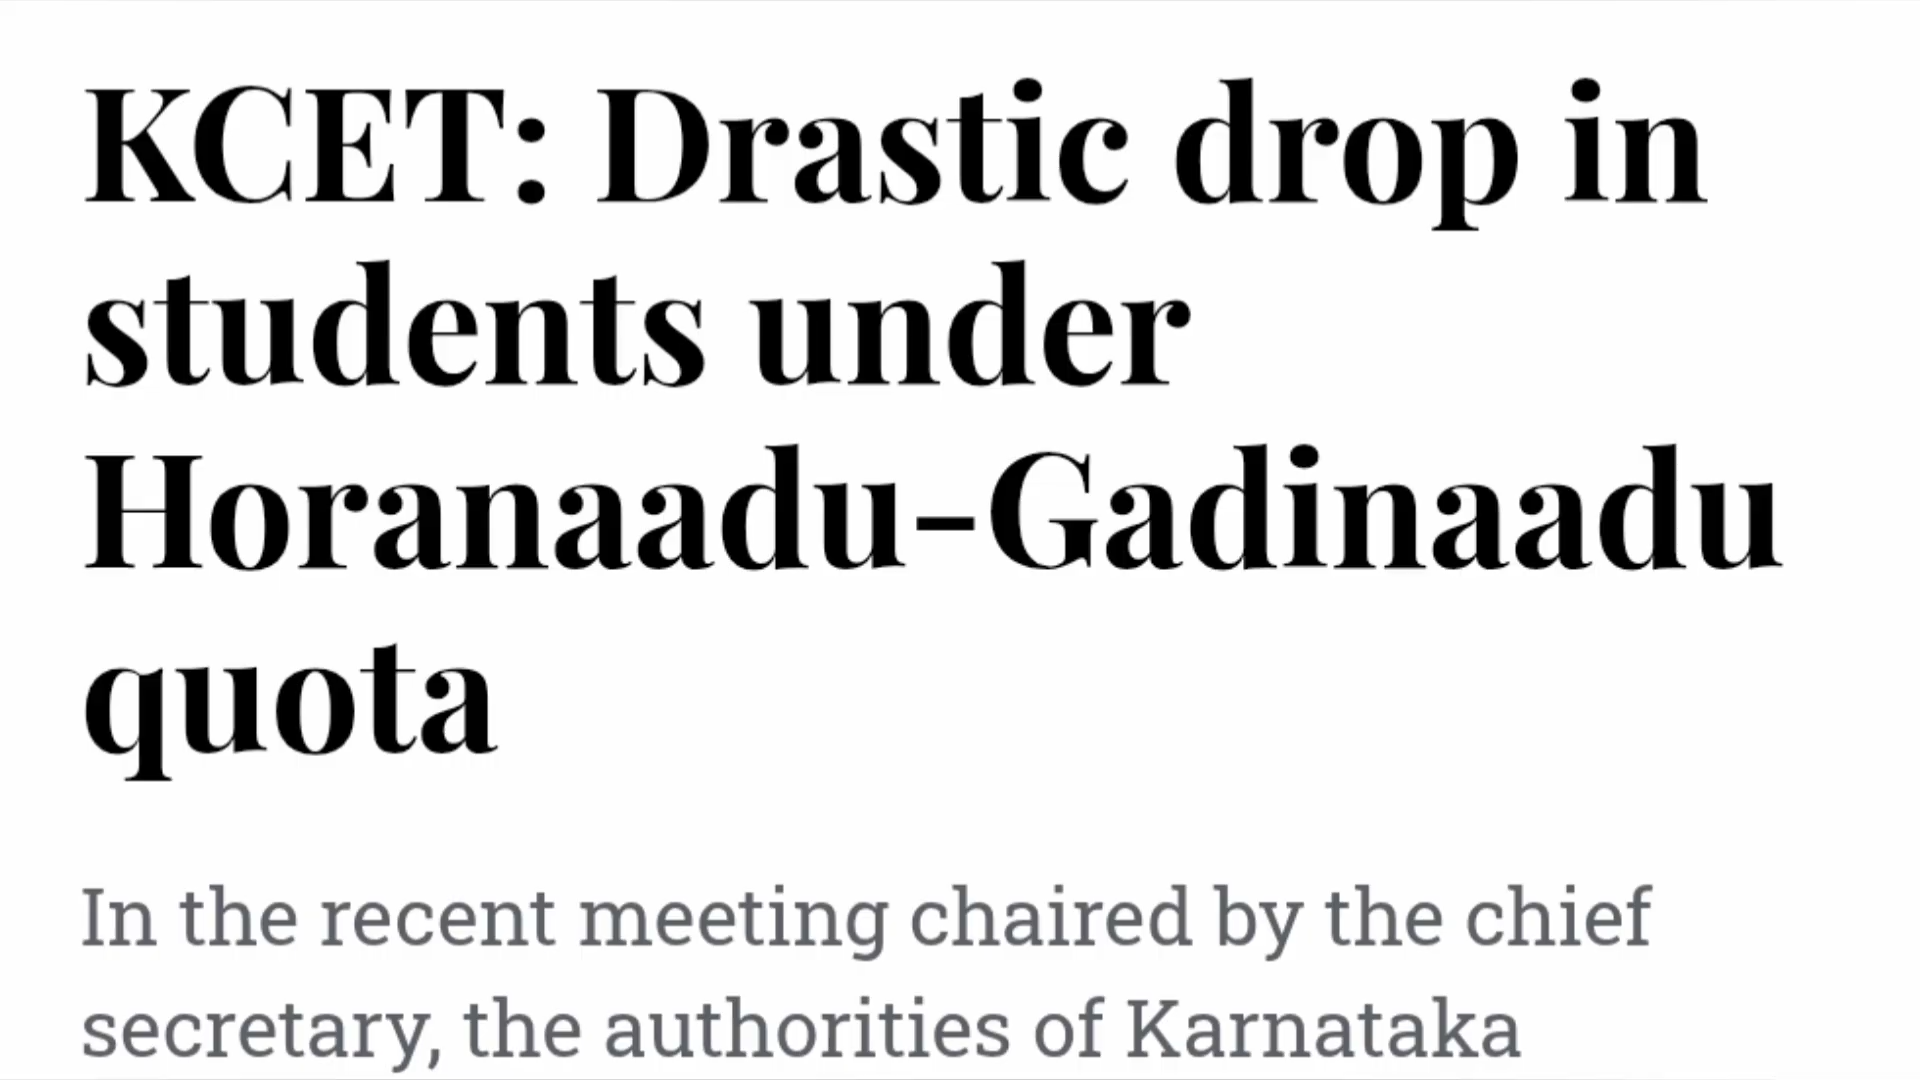 KCET: Drastic drop in
students under
Horanaadu-Gadinaadu
quota
In the recent meeting chaired by the chief
secretary, the authorities of Karnataka